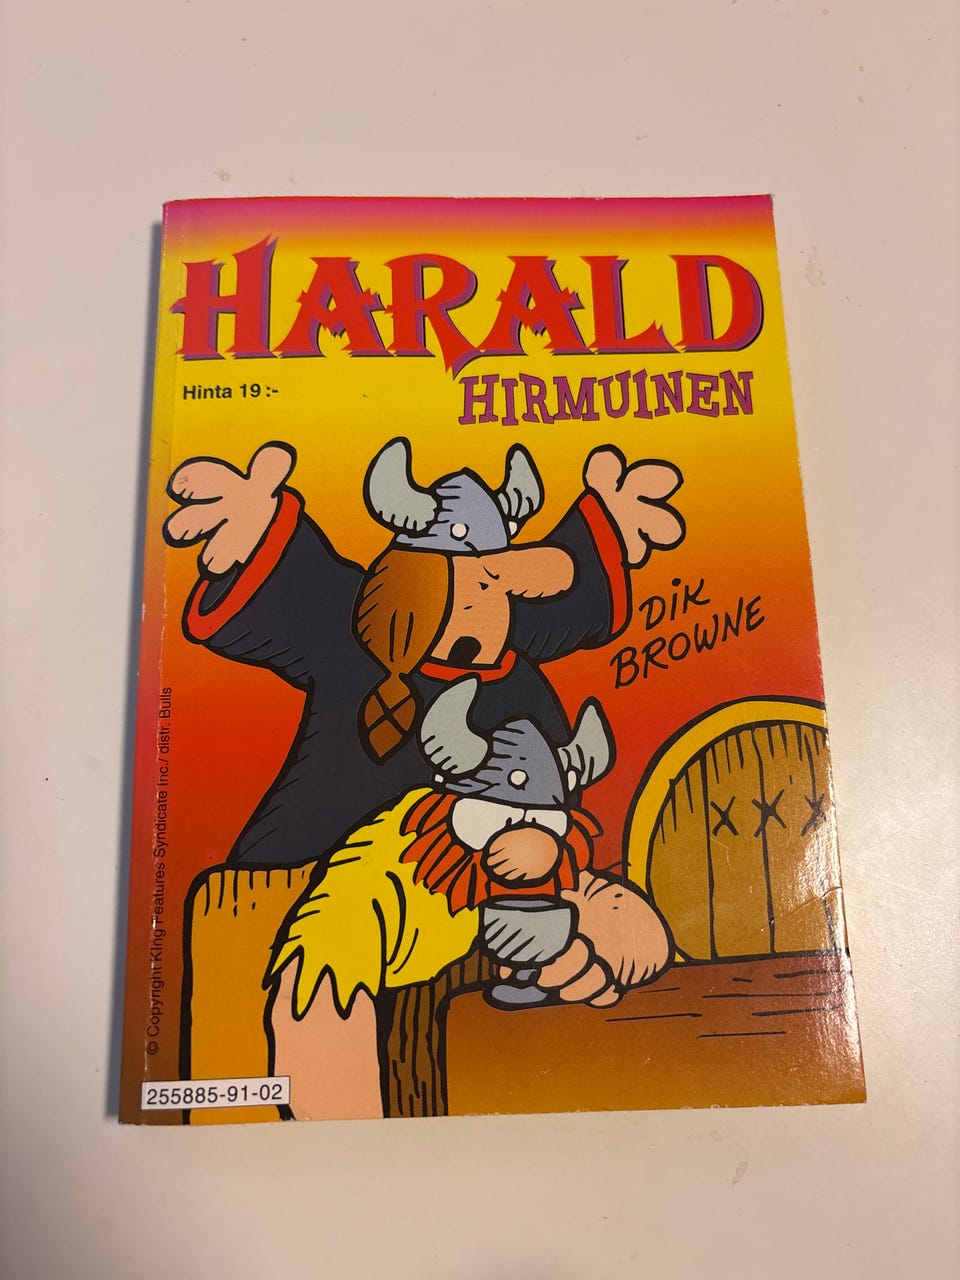 HARALD
HIRMUINEN
Hinta 19:-
DIK
BROWNE
© Copyright King Features Syndicate Inc./ distr. Bulls
255885-91-02